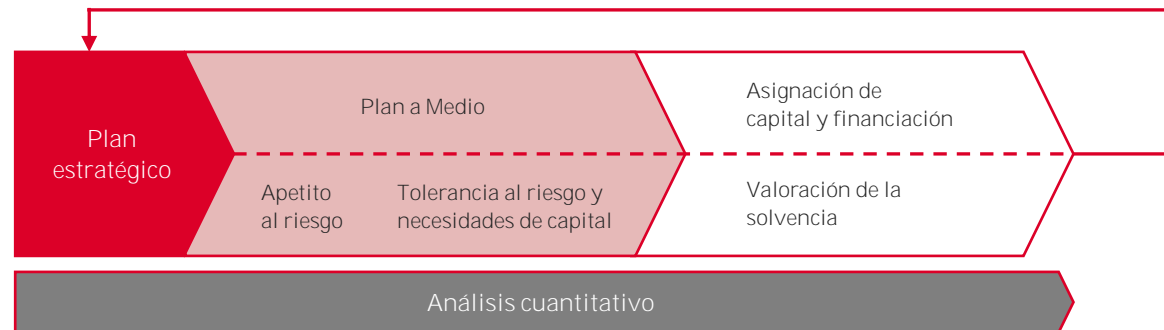 Plan
estratégico
Plan a Medio
Apetito
al riesgo
Tolerancia al riesgo y
necesidades de capital
Asignación de
capital y financiación
Valoración de la
solvencia
Análisis cuantitativo